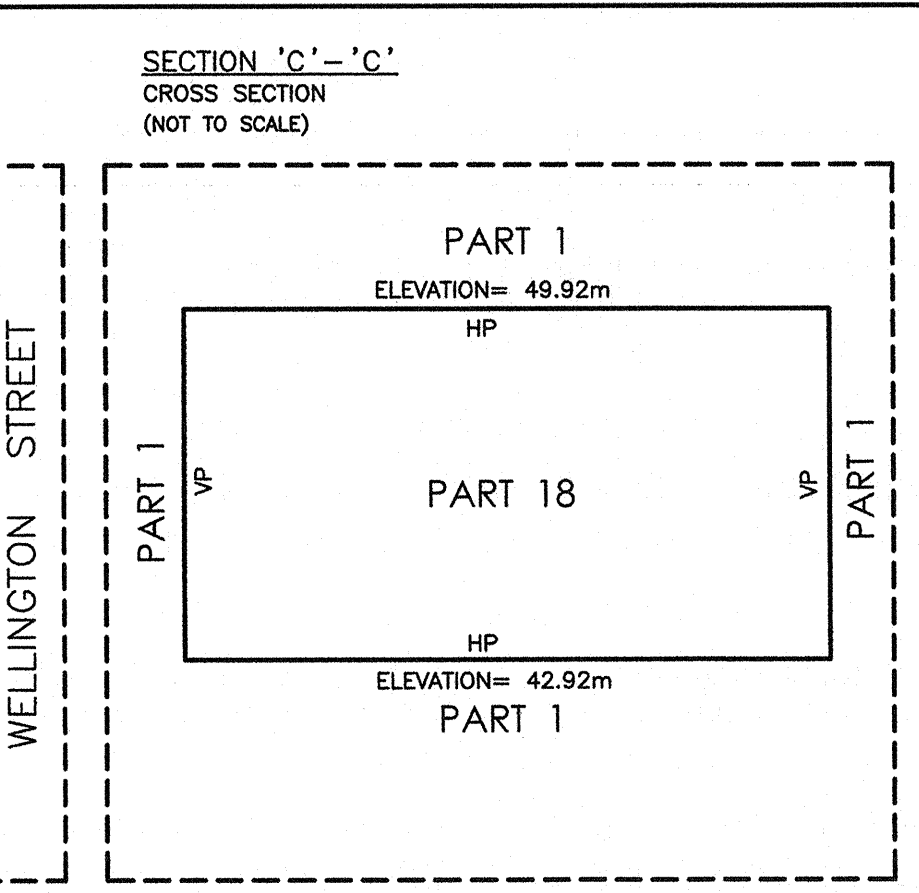 SECTION 'C'-'C'
CROSS SECTION
(NOT TO SCALE)
WELLINGTON STREET
PART 1
ELEVATION= 49.92m
HP
PART 1
VP
PART 18
VP
PART 1
HP
ELEVATION= 42.92m
PART 1